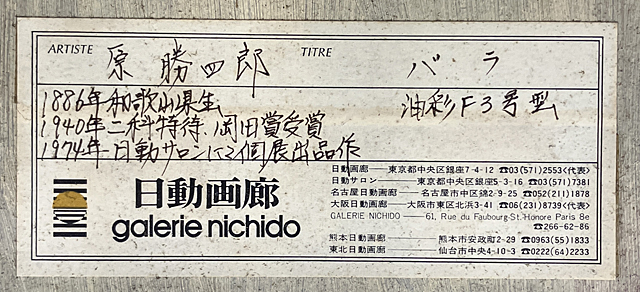 ARTISTE 原勝四郎 TITRE バラ
1886年和歌山県生 油彩F3号型
1940年二科特待、岡田賞受賞
1974年-日動サロンにて個展出品作
日動画廊
galerie nichido
日動画廊──東京都中央区銀座7-4-12 ☎03(571)2553<代表>
日動サロン──東京都中央区銀座5-3-16 ☎03(571)7381
名古屋日動画廊──名古屋市中区錦2-9-25 ☎052(211)1878
大阪日動画廊──大阪市東区北浜3-41 ☎06(231)8739<代表>
GALERIE NICHIDO──61, Rue du Faubourg-St-Honore Paris 8e
☎266-62-86
熊本日動画廊──熊本市安政町2-29 ☎0963(55)1833
東北日動画廊──仙台市中央4-10-3 ☎0222(64)2233